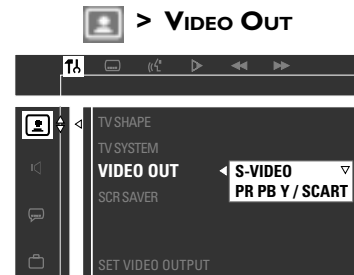 > VIDEO OUT
TV SHAPE
TV SYSTEM
VIDEO OUT
S-VIDEO
PR PB Y / SCART
SCR SAVER
SET VIDEO OUTPUT